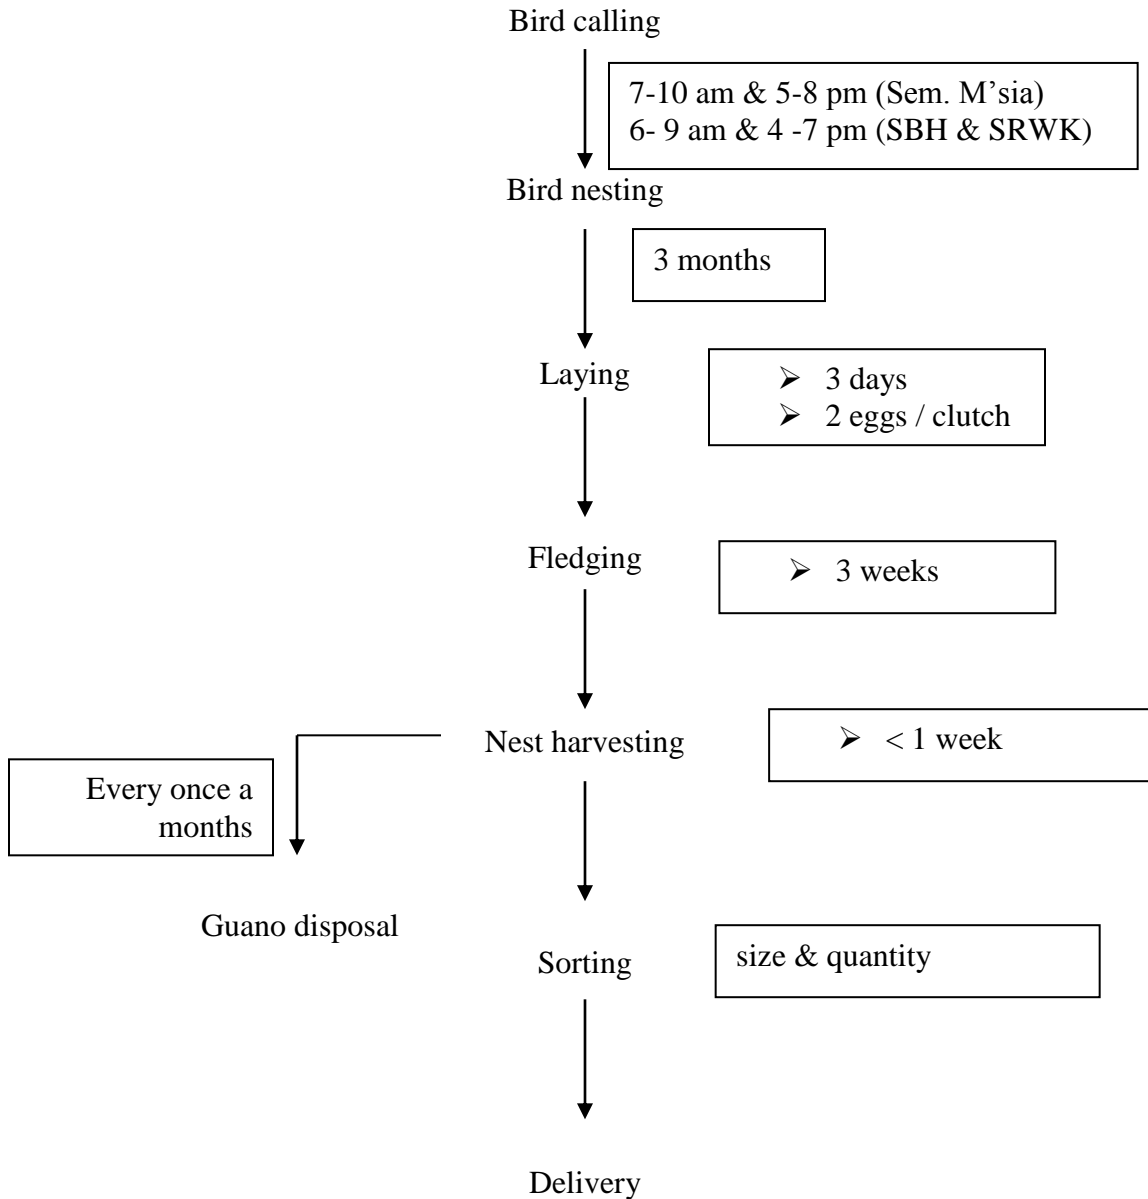 Bird calling
7-10 am & 5-8 pm (Sem. M’sia)
6- 9 am & 4 -7 pm (SBH & SRWK)
Bird nesting
3 months
Laying
➢ 3 days
➢ 2 eggs / clutch
Fledging
➢ 3 weeks
Nest harvesting
➢ < 1 week
Every once a
months
Guano disposal
Sorting
size & quantity
Delivery